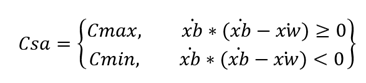 Csa = { Cmax, ẋb * (ẋb − ẋw) ≥ 0 }
{ Cmin, ẋb * (ẋb − ẋw) < 0 }